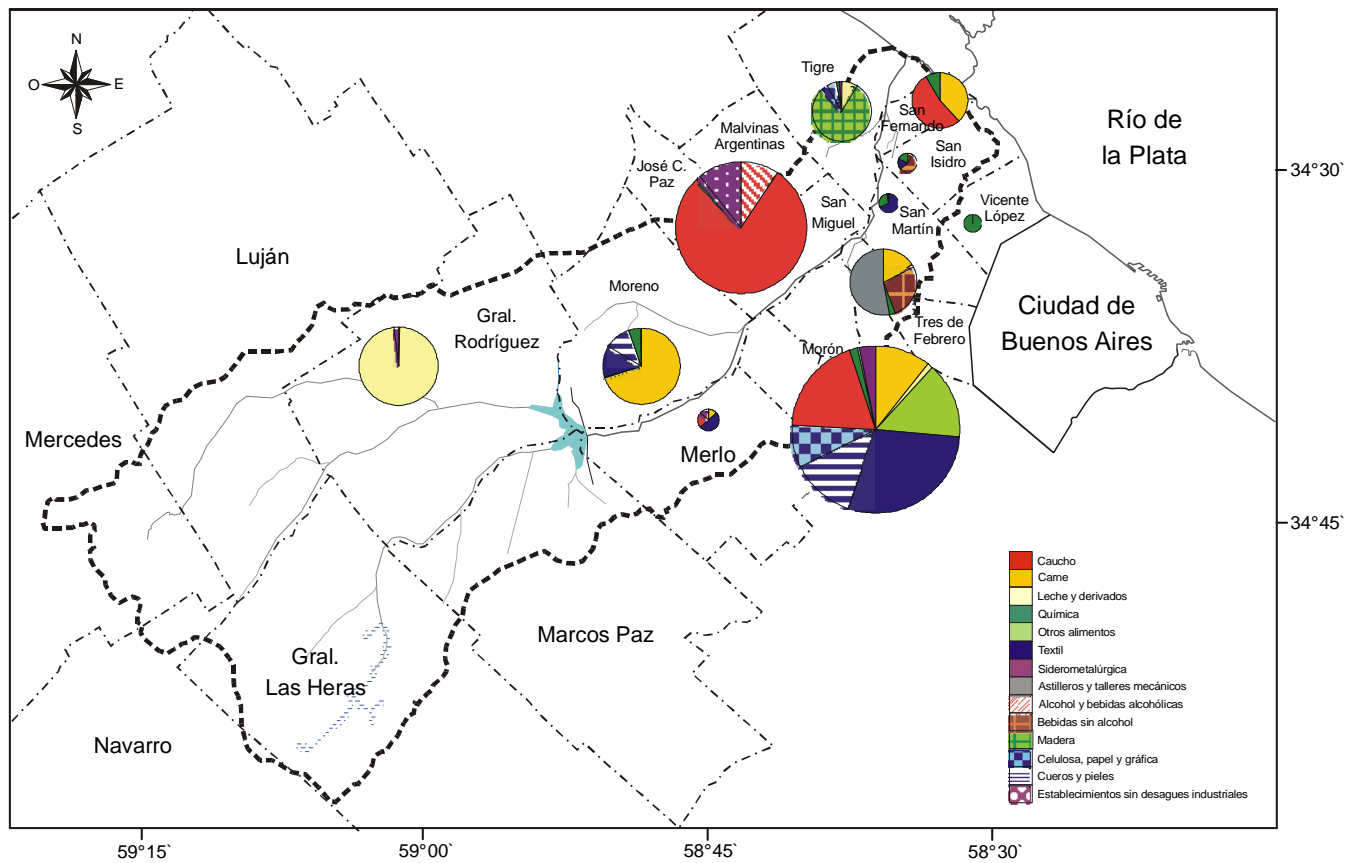 N
O
E
S
Tigre
San
Fernando
San
Isidro
Río de
la Plata
Malvinas
Argentinas
José C.
Paz
San
Miguel
San
Martín
Vicente
López
34°30`
Luján
Moreno
Gral.
Rodríguez
Tres de
Febrero
Ciudad de
Buenos Aires
Morón
Mercedes
Merlo
34°45`
Marcos Paz
Gral.
Las Heras
Navarro
Caucho
Carne
Leche y derivados
Química
Otros alimentos
Textil
Siderometalúrgica
Astilleros y talleres mecánicos
Alcohol y bebidas alcohólicas
Bebidas sin alcohol
Madera
Celulosa, papel y gráfica
Cueros y pieles
Establecimientos sin desagues industriales
59°15`
59°00`
58°45`
58°30`